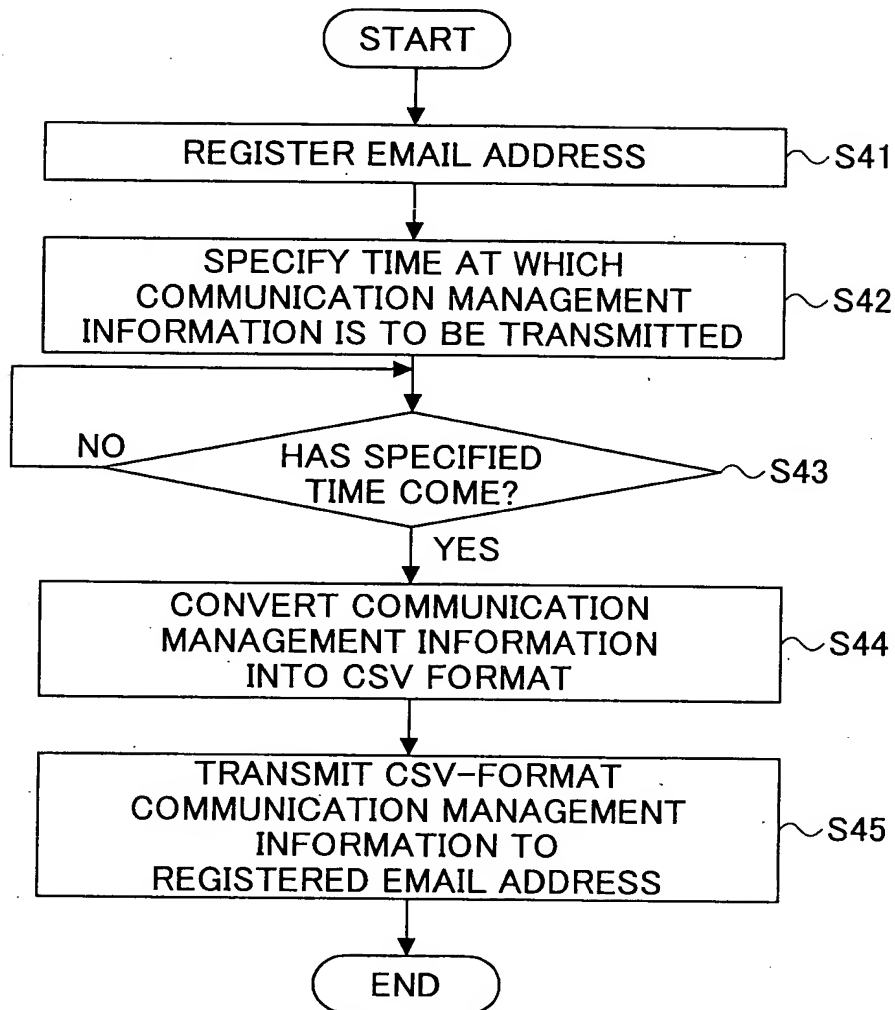 START
REGISTER EMAIL ADDRESS
S41
SPECIFY TIME AT WHICH
COMMUNICATION MANAGEMENT
INFORMATION IS TO BE TRANSMITTED
S42
NO
HAS SPECIFIED
TIME COME?
S43
YES
CONVERT COMMUNICATION
MANAGEMENT INFORMATION
INTO CSV FORMAT
S44
TRANSMIT CSV-FORMAT
COMMUNICATION MANAGEMENT
INFORMATION TO
REGISTERED EMAIL ADDRESS
S45
END